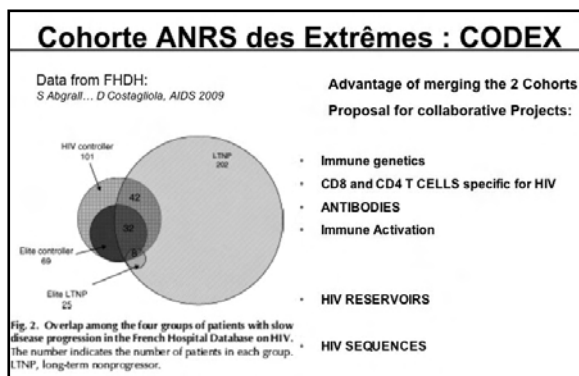 Cohorte ANRS des Extrêmes : CODEX
Data from FHDH:
S Abgrall... D Costagliola, AIDS 2009
HIV controller
101
LTNP
202
42
32
8
Elite controller
69
Elite LTNP
25
Fig. 2. Overlap among the four groups of patients with slow
disease progression in the French Hospital Database on HIV.
The number indicates the number of patients in each group.
LTNP, long-term nonprogressor.
Advantage of merging the 2 Cohorts
Proposal for collaborative Projects:
• Immune genetics
• CD8 and CD4 T CELLS specific for HIV
• ANTIBODIES
• Immune Activation
• HIV RESERVOIRS
• HIV SEQUENCES